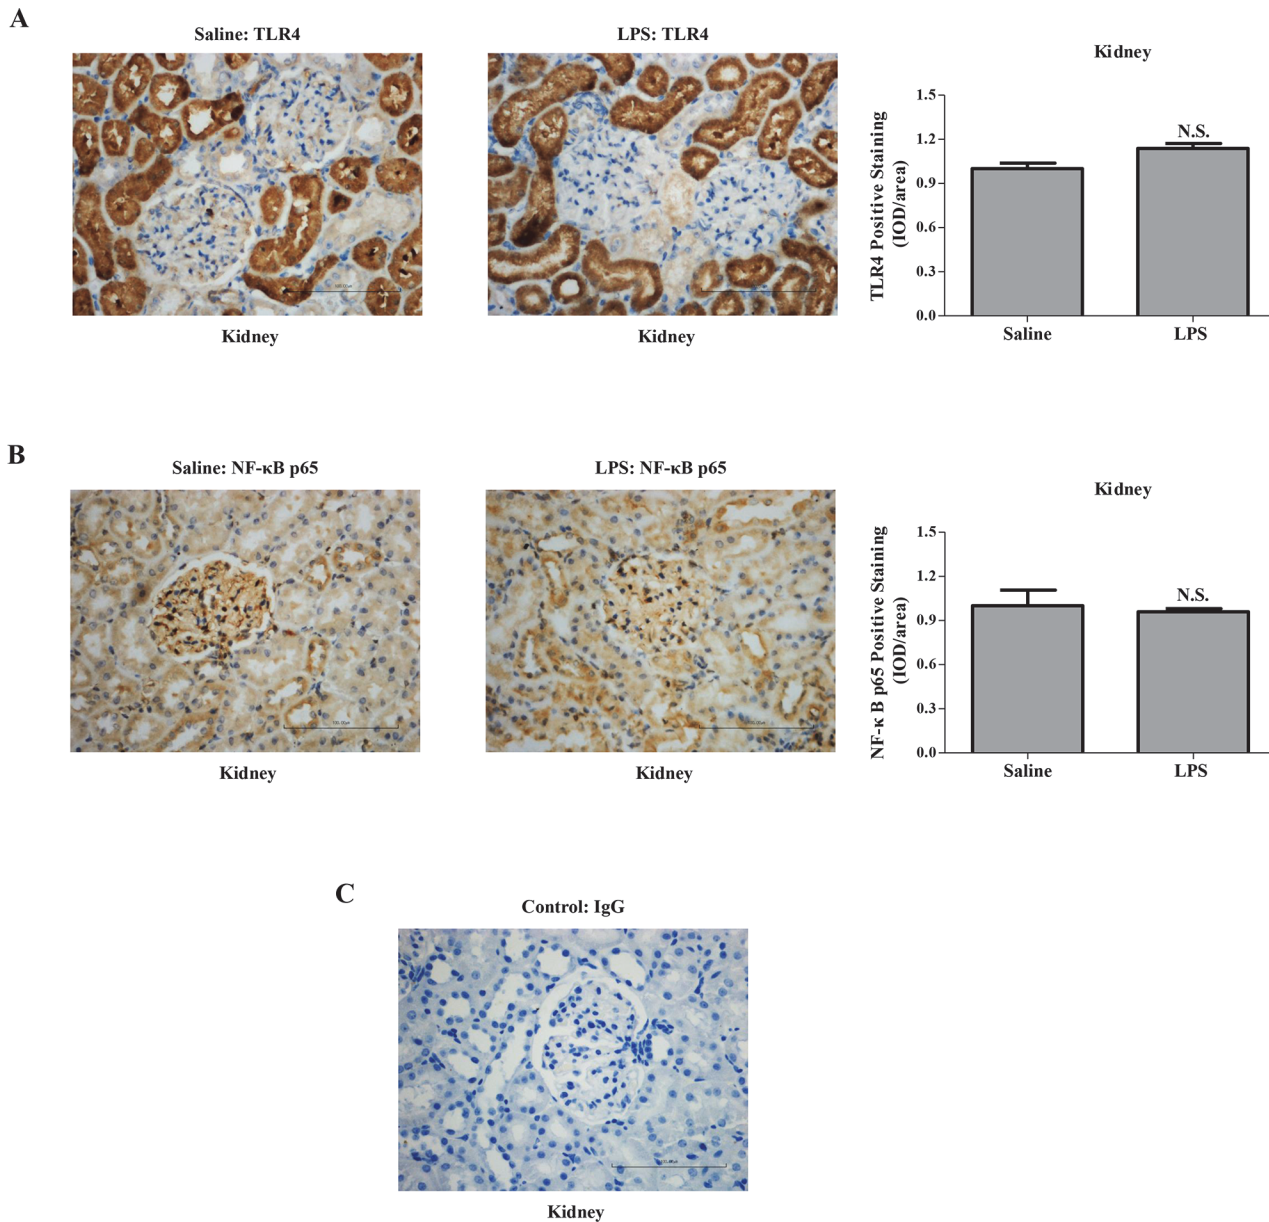 A
Saline: TLR4
LPS: TLR4
Kidney
Kidney
Kidney
TLR4 Positive Staining
(IOD/area)
1.5
1.2
0.9
0.6
0.3
0.0
N.S.
Saline
LPS
B
Saline: NF-κB p65
LPS: NF-κB p65
Kidney
Kidney
Kidney
NF-κ B p65 Positive Staining
(IOD/area)
1.5
1.2
0.9
0.6
0.3
0.0
N.S.
Saline
LPS
C
Control: IgG
Kidney